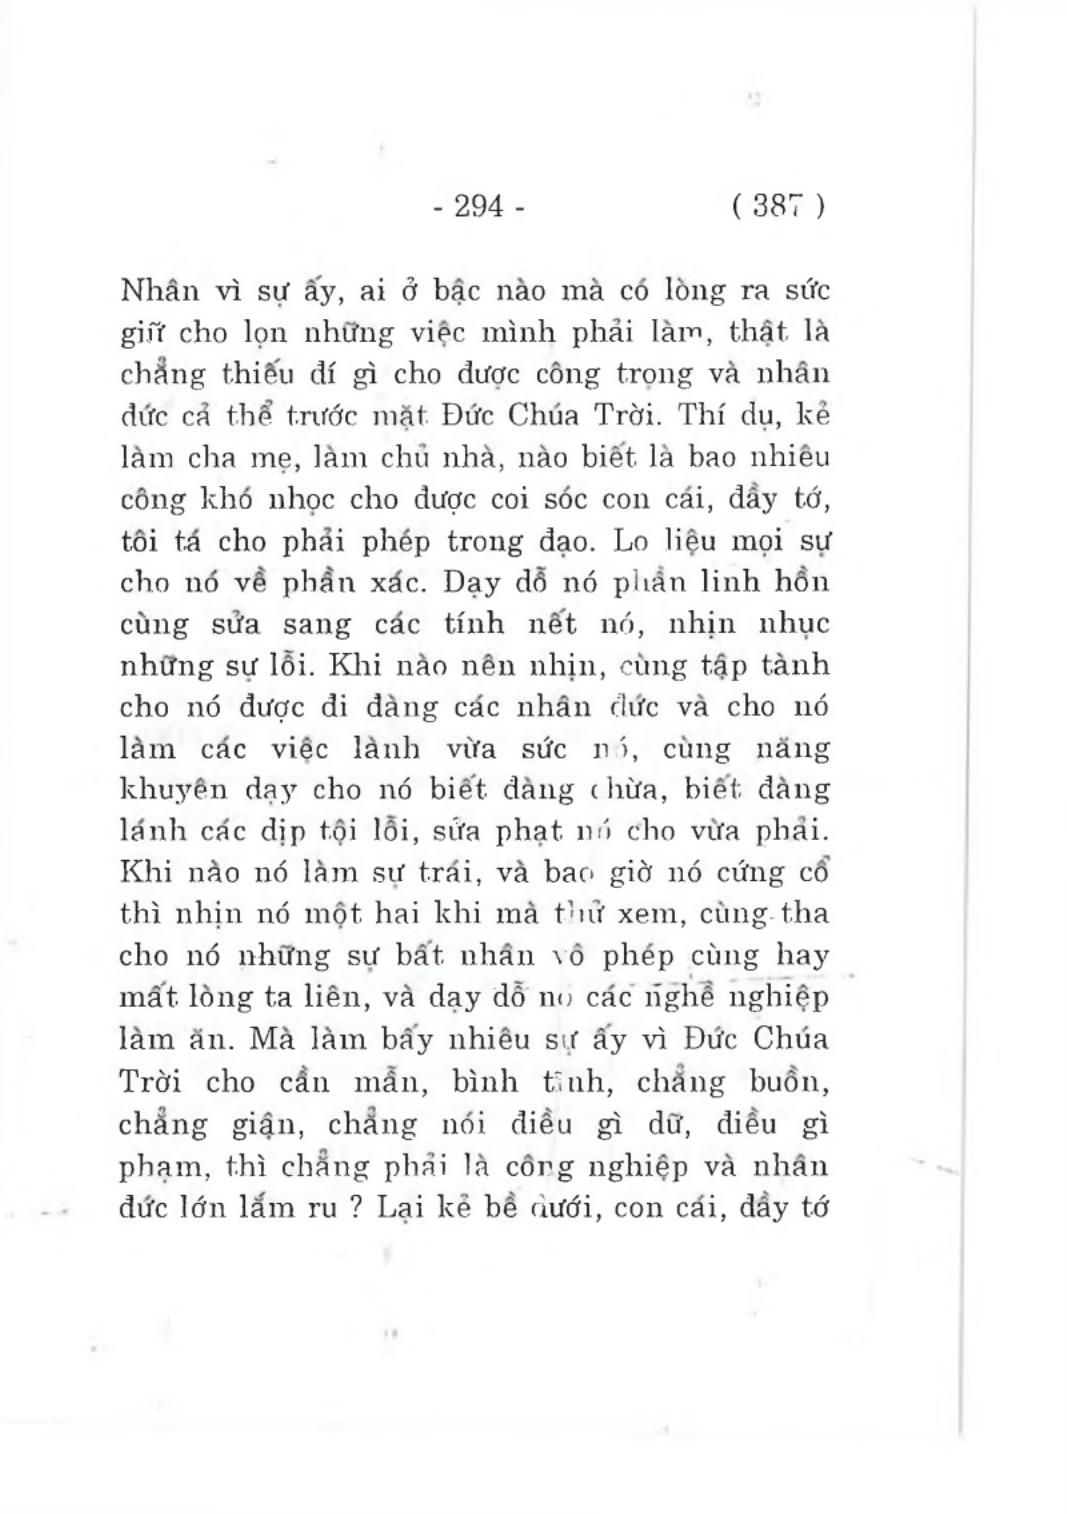 - 294 - ( 387 )
Nhân vì sự ấy, ai ở bậc nào mà có lòng ra sức
giữ cho lọn những việc mình phải làm, thật là
chẳng thiếu đí gì cho được công trọng và nhân
đức cả thể trước mặt Đức Chúa Trời. Thí dụ, kẻ
làm cha mẹ, làm chủ nhà, nào biết là bao nhiêu
công khó nhọc cho được coi sóc con cái, đầy tớ,
tôi tá cho phải phép trong đạo. Lo liệu mọi sự
cho nó về phần xác. Dạy dỗ nó phần linh hồn
cùng sửa sang các tính nết nó, nhịn nhục
những sự lỗi. Khi nào nên nhịn, cùng tập tành
cho nó được đi đàng các nhân đức và cho nó
làm các việc lành vừa sức nó, cùng năng
khuyên dạy cho nó biết đàng chừa, biết đàng
lánh các dịp tội lỗi, sửa phạt nó cho vừa phải.
Khi nào nó làm sự trái, và bao giờ nó cứng cổ
thì nhịn nó một hai khi mà thử xem, cùng tha
cho nó những sự bất nhân vô phép cùng hay
mất lòng ta liên, và dạy dỗ nó các nghề nghiệp
làm ăn. Mà làm bấy nhiêu sự ấy vì Đức Chúa
Trời cho cần mẫn, bình tĩnh, chẳng buồn,
chẳng giận, chẳng nói điều gì dữ, điều gì
phạm, thì chẳng phải là công nghiệp và nhân
đức lớn lắm ru ? Lại kẻ bề dưới, con cái, đầy tớ